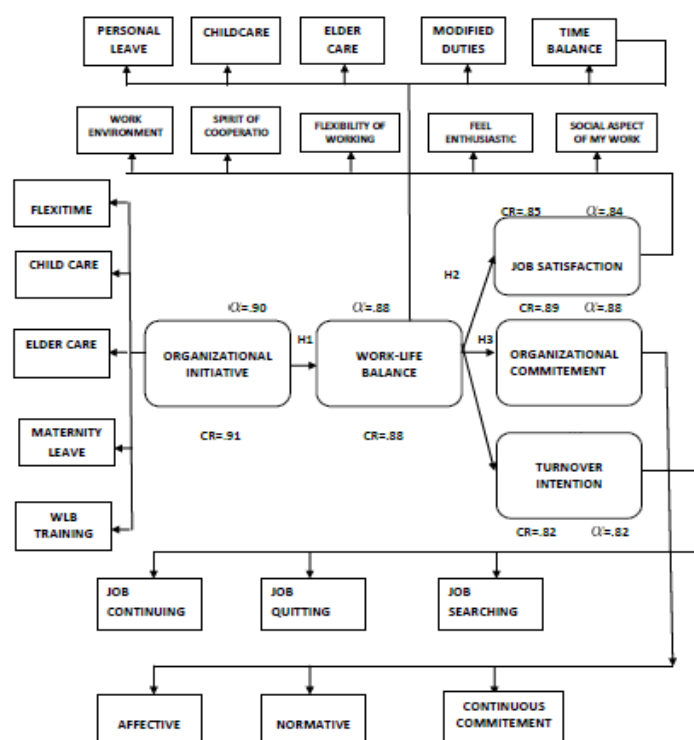 PERSONAL
LEAVE
CHILDCARE
ELDER
CARE
MODIFIED
DUTIES
TIME
BALANCE
WORK
ENVIRONMENT
SPIRIT OF
COOPERATIO
FLEXIBILITY OF
WORKING
FEEL
ENTHUSIASTIC
SOCIAL ASPECT
OF MY WORK
FLEXITIME
CHILD CARE
ELDER CARE
MATERNITY
LEAVE
WLB
TRAINING
α=.90
ORGANIZATIONAL
INITIATIVE
CR=.91
H1
α=.88
WORK-LIFE
BALANCE
CR=.88
H2
H3
CR=.85 α=.84
JOB SATISFACTION
CR=.89 α=.88
ORGANIZATIONAL
COMMITEMENT
TURNOVER
INTENTION
CR=.82 α=.82
JOB
CONTINUING
JOB
QUITTING
JOB
SEARCHING
AFFECTIVE
NORMATIVE
CONTINUOUS
COMMITEMENT